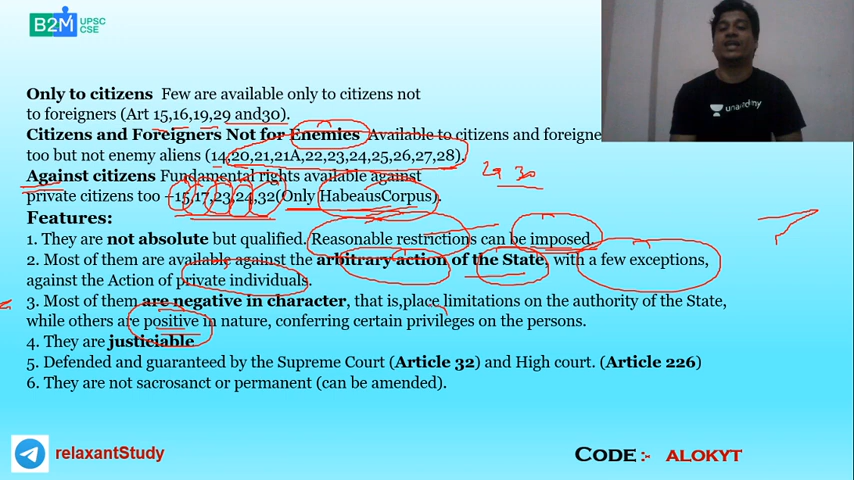 B2M UPSC
CSE
unacademy
Only to citizens Few are available only to citizens not
to foreigners (Art 15,16,19,29 and30).
Citizens and Foreigners Not for Enemies Available to citizens and foreigne
too but not enemy aliens (14,20,21,21A,22,23,24,25,26,27,28).
29 30
Against citizens Fundamental rights available against
private citizens too –15,17,23,24,32(Only HabeausCorpus).
Features:
1. They are not absolute but qualified. Reasonable restrictions can be imposed.
2. Most of them are available against the arbitrary action of the State, with a few exceptions,
against the Action of private individuals.
3. Most of them are negative in character, that is,place limitations on the authority of the State,
while others are positive in nature, conferring certain privileges on the persons.
4. They are justiciable
5. Defended and guaranteed by the Supreme Court (Article 32) and High court. (Article 226)
6. They are not sacrosanct or permanent (can be amended).
relaxantStudy
CODE :- ALOKYT